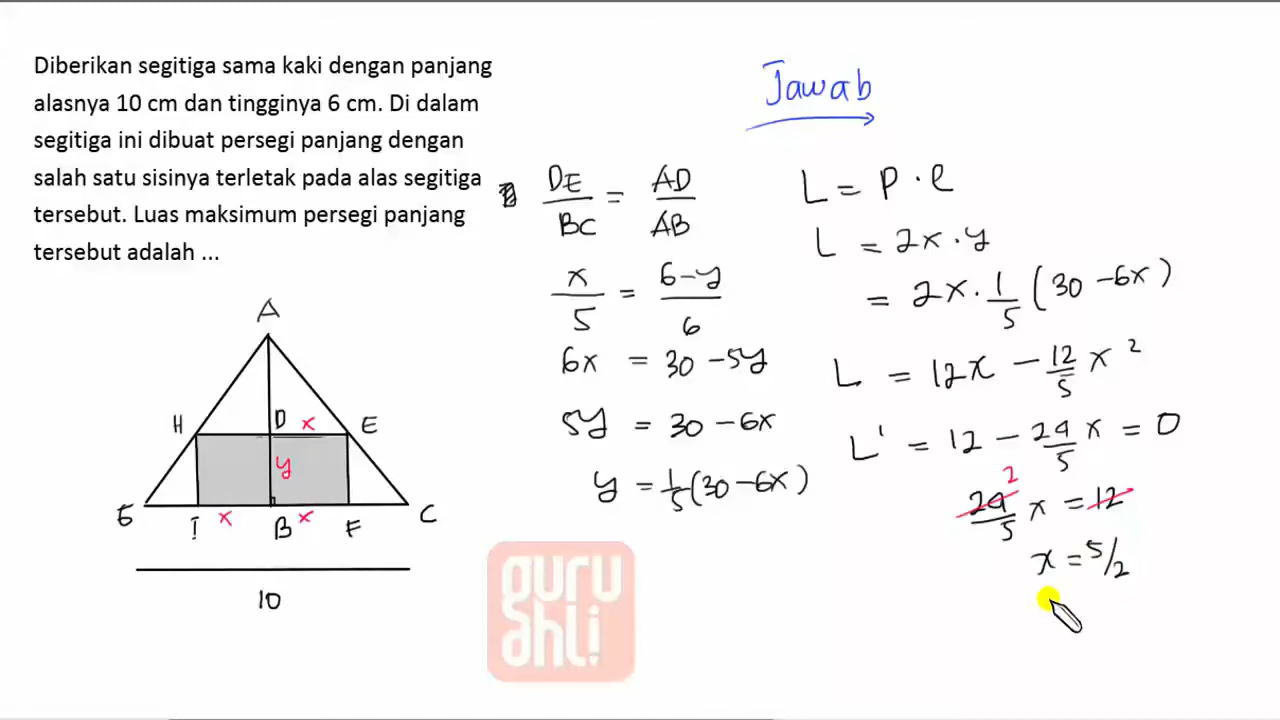 Diberikan segitiga sama kaki dengan panjang
alasnya 10 cm dan tingginya 6 cm. Di dalam
segitiga ini dibuat persegi panjang dengan
salah satu sisinya terletak pada alas segitiga
tersebut. Luas maksimum persegi panjang
tersebut adalah ...
A
H D x E
y
G I x B x F C
10
Jawab
DE/BC = AD/AB
x/5 = 6-y/6
6x = 30 - 5y
5y = 30 - 6x
y = 1/5 (30 - 6x)
L = P . l
L = 2x . y
= 2x . 1/5 (30 - 6x)
L = 12x - 12/5 x²
L' = 12 - 24/5 x = 0
2
24/5 x = 12
x = 5/2
guru
ahli